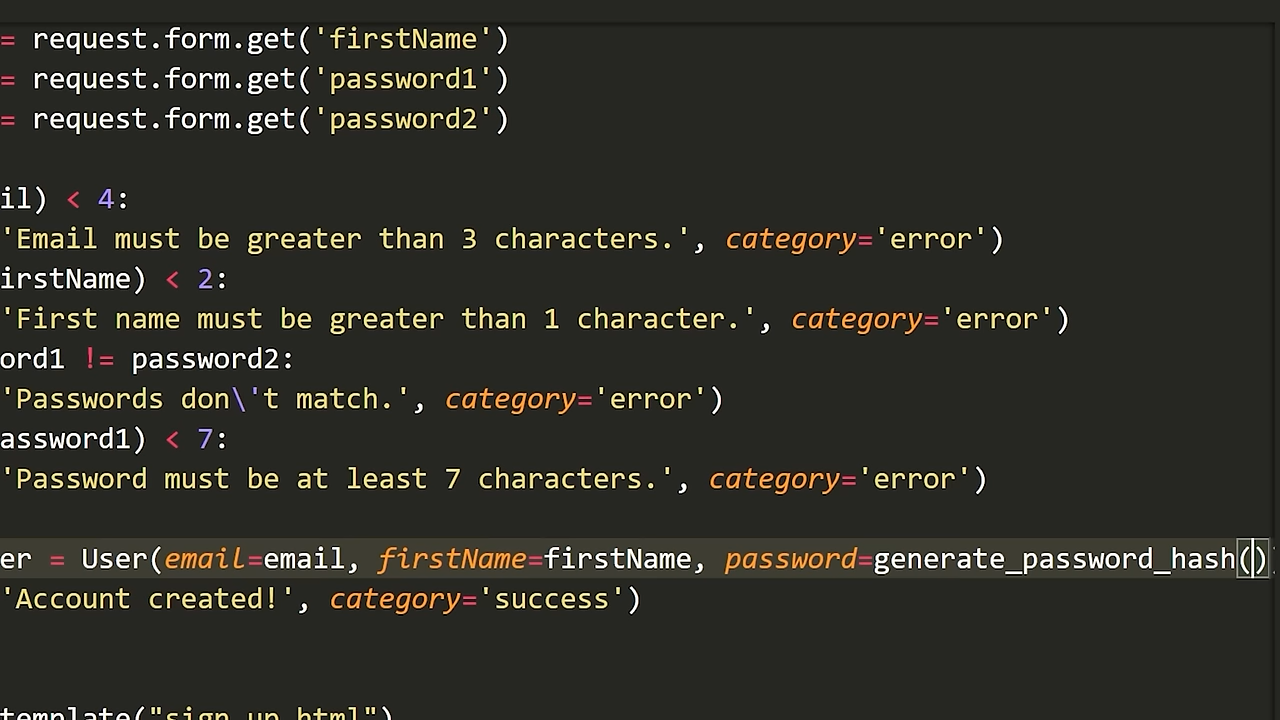 = request.form.get('firstName')
= request.form.get('password1')
= request.form.get('password2')
il) < 4:
'Email must be greater than 3 characters.', category='error')
irstName) < 2:
'First name must be greater than 1 character.', category='error')
ord1 != password2:
'Passwords don\'t match.', category='error')
assword1) < 7:
'Password must be at least 7 characters.', category='error')
er = User(email=email, firstName=firstName, password=generate_password_hash()
'Account created!', category='success')
template("sign_up.html")